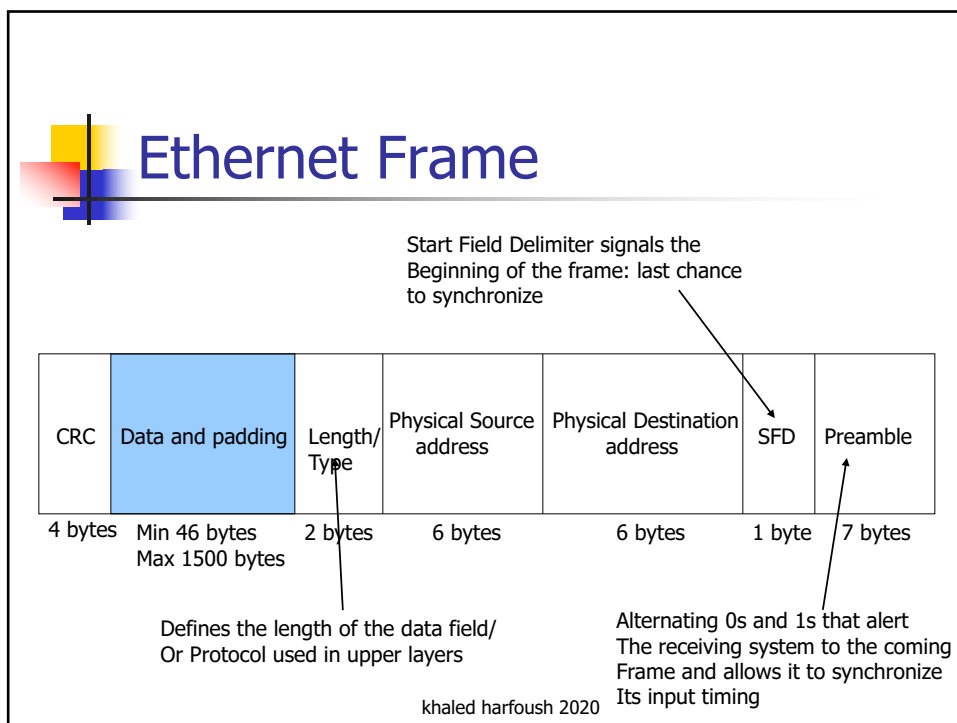 Ethernet Frame
Start Field Delimiter signals the
Beginning of the frame: last chance
to synchronize
CRC
Data and padding
Length/
Type
Physical Source
address
Physical Destination
address
SFD
Preamble
4 bytes
Min 46 bytes
Max 1500 bytes
2 bytes
6 bytes
6 bytes
1 byte
7 bytes
Defines the length of the data field/
Or Protocol used in upper layers
Alternating 0s and 1s that alert
The receiving system to the coming
Frame and allows it to synchronize
Its input timing
khaled harfoush 2020